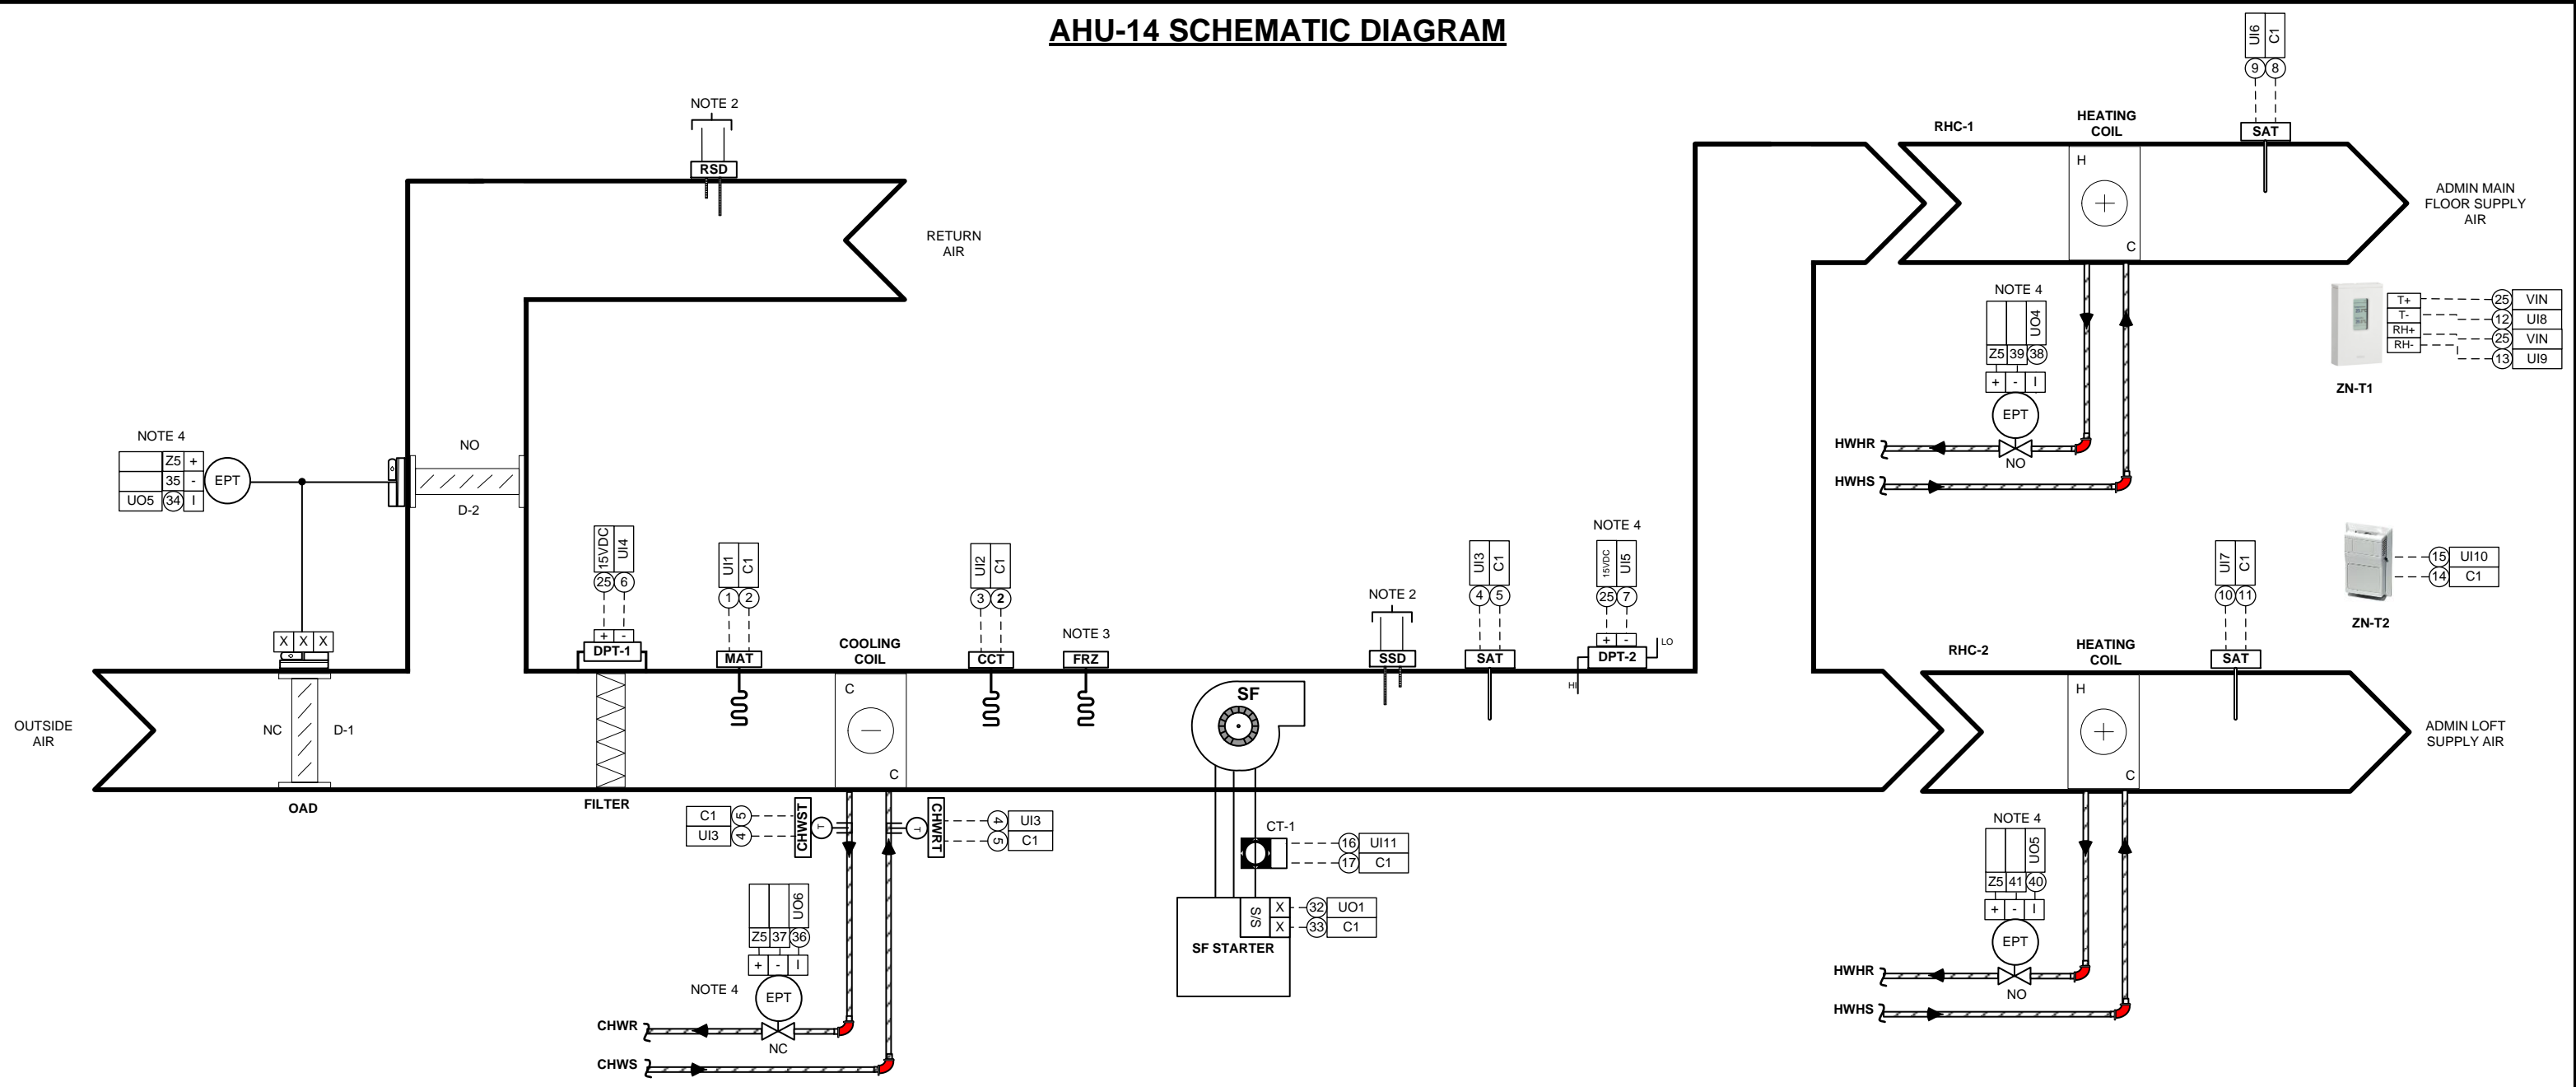 AHU-14 SCHEMATIC DIAGRAM
UI6 C1
9 8
SAT
RHC-1
HEATING
COIL
H
C
ADMIN MAIN
FLOOR SUPPLY
AIR
NOTE 2
RSD
RETURN
AIR
NOTE 4
UO4
Z5 39 38
+ - I
EPT
NO
HWHR
HWHS
T+ 25 VIN
T- 12 UI8
RH+ 25 VIN
RH- 13 UI9
ZN-T1
NOTE 4
Z5 +
35 -
UO5 34 I
EPT
NO
D-2
X X X
15VDC UI4
25 6
+ -
DPT-1
UI1 C1
1 2
MAT
COOLING
COIL
C
C
UI2 C1
3 2
CCT
NOTE 3
FRZ
NOTE 2
SSD
UI3 C1
4 5
SAT
NOTE 4
15VDC UI5
25 7
+ -
DPT-2
LO
HI
15 UI10
14 C1
ZN-T2
UI7 C1
10 11
SAT
RHC-2
HEATING
COIL
H
C
ADMIN LOFT
SUPPLY AIR
OUTSIDE
AIR
NC
D-1
OAD
FILTER
SF
C1 5
UI3 4
CHWST
T
T
CHWRT
4 UI3
5 C1
CT-1
16 UI11
17 C1
S/S
X 32 UO1
X 33 C1
SF STARTER
UO6
Z5 37 36
+ - I
NOTE 4
EPT
NC
CHWR
CHWS
NOTE 4
UO5
Z5 41 40
+ - I
EPT
NO
HWHR
HWHS